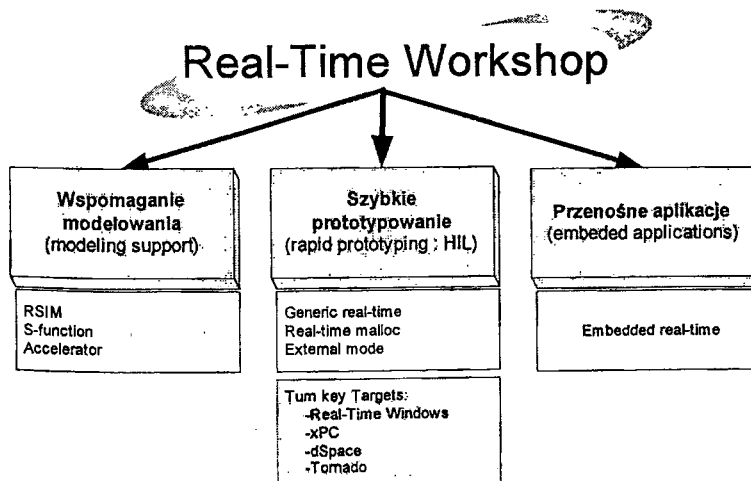 Real-Time Workshop
Wspomaganie
modelowania
(modeling support)
RSIM
S-function
Accelerator
Szybkie
prototypowanie
(rapid prototyping : HIL)
Generic real-time
Real-time malloc
External mode
Turn key Targets:
-Real-Time Windows
-xPC
-dSpace
-Tornado
Przenośne aplikacje
(embeded applications)
Embedded real-time